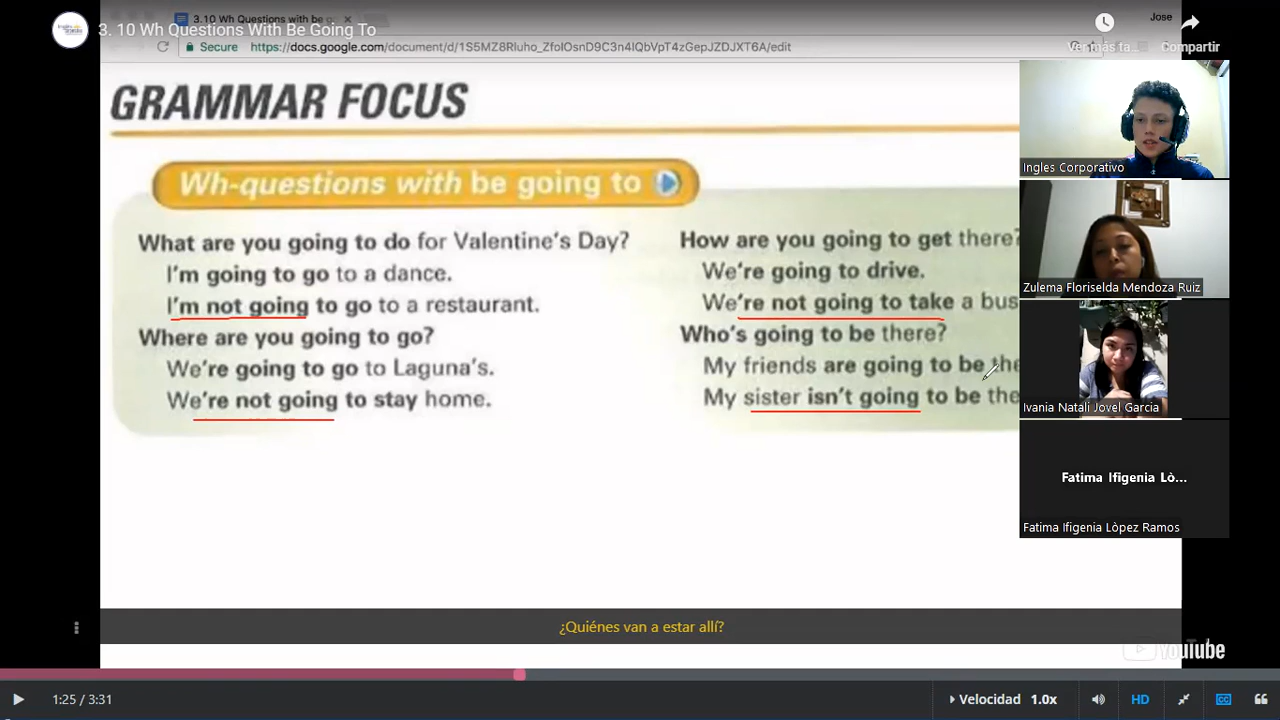 3.10 Wh Questions with be g
3. 10 Wh Questions With Be Going To
Jose
Secure
https://docs.google.com/document/d/1S5MZ8Rluho_ZfoIOsnD9C3n4lQbVpT4zGepJZDJXT6A/edit
Ver más ta...
Compartir
GRAMMAR FOCUS
Wh-questions with be going to
What are you going to do for Valentine's Day?
I'm going to go to a dance.
I'm not going to go to a restaurant.
Where are you going to go?
We're going to go to Laguna's.
We're not going to stay home.
How are you going to get there?
We're going to drive.
We're not going to take a bus
Who's going to be there?
My friends are going to be the
My sister isn't going to be the
Ingles Corporativo
Zulema Floriselda Mendoza Ruiz
Ivania Natali Jovel Garcia
Fatima Ifigenia Lò...
Fatima Ifigenia Lòpez Ramos
¿Quiénes van a estar allí?
YouTube
1:25 / 3:31
Velocidad 1.0x
HD
CC